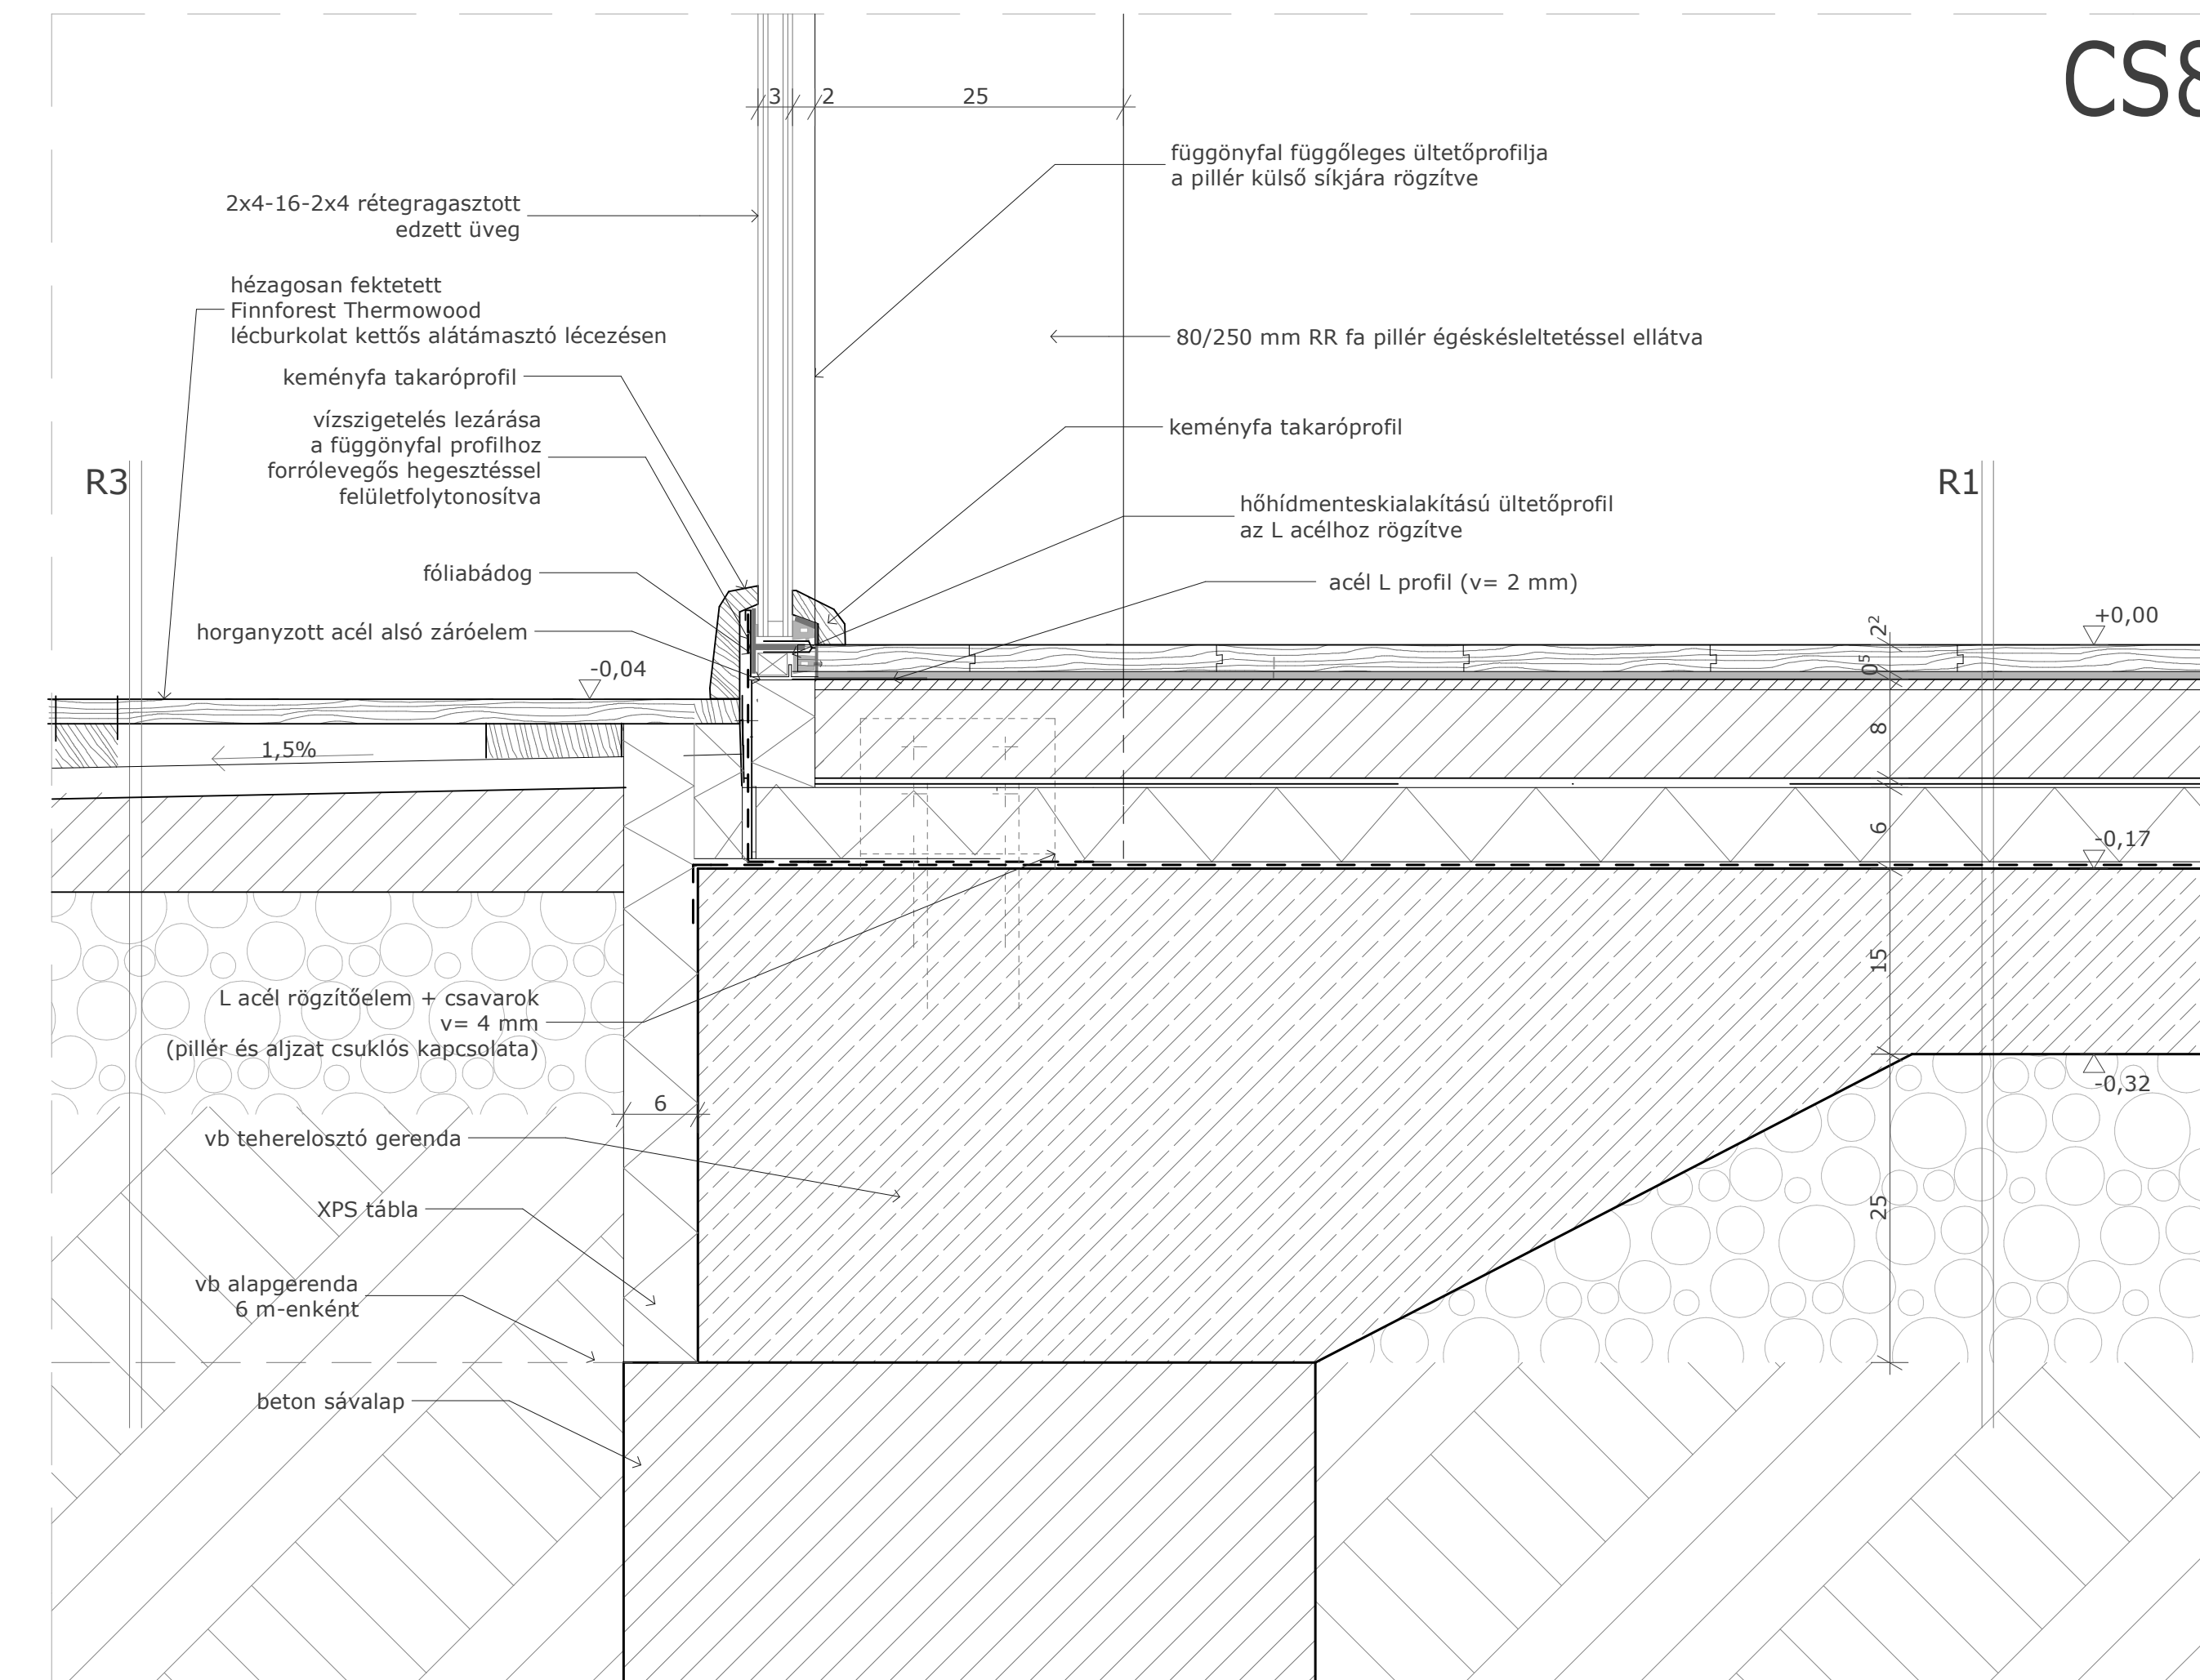 CS8
3
2
25
függönyfal függőleges ültetőprofilja
a pillér külső síkjára rögzítve
2x4-16-2x4 rétegragasztott
edzett üveg
hézagosan fektetett
Finnforest Thermowood
lécburkolat kettős alátámasztó lécezésen
80/250 mm RR fa pillér égéskésleltetéssel ellátva
keményfa takaróprofil
vízszigetelés lezárása
a függönyfal profilhoz
forrólevegős hegesztéssel
felületfolytonosítva
keményfa takaróprofil
R3
R1
hőhídmenteskialakítású ültetőprofil
az L acélhoz rögzítve
fóliabádog
acél L profil (v= 2 mm)
horganyzott acél alsó záróelem
+0,00
-0,04
2²
0⁵
1,5%
8
6
-0,17
15
L acél rögzítőelem + csavarok
v= 4 mm
(pillér és aljzat csuklós kapcsolata)
-0,32
6
vb teherelosztó gerenda
XPS tábla
25
vb alapgerenda
6 m-enként
beton sávalap